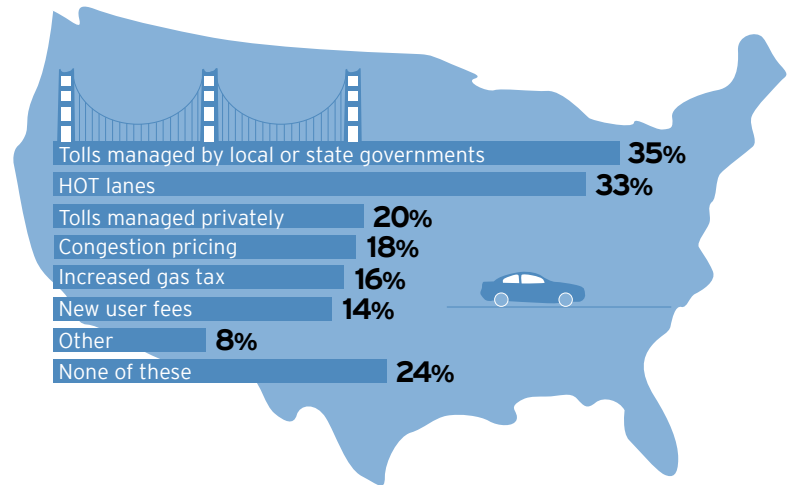 Tolls managed by local or state governments 35%
HOT lanes 33%
Tolls managed privately 20%
Congestion pricing 18%
Increased gas tax 16%
New user fees 14%
Other 8%
None of these 24%